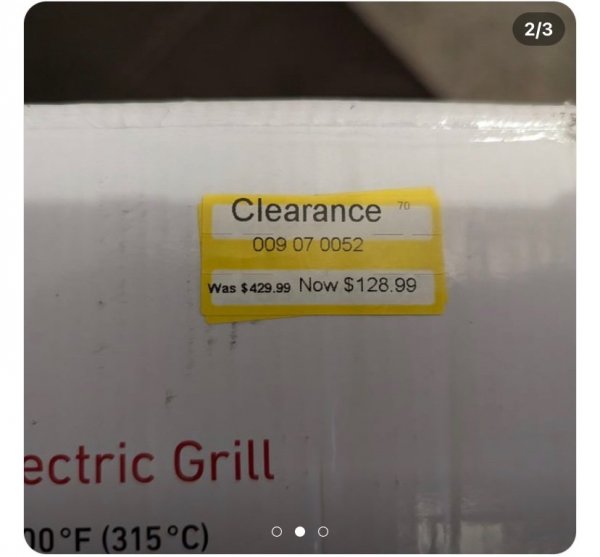 2/3
Clearance 70
009 07 0052
Was $429.99 Now $128.99
ectric Grill
00°F (315°C)